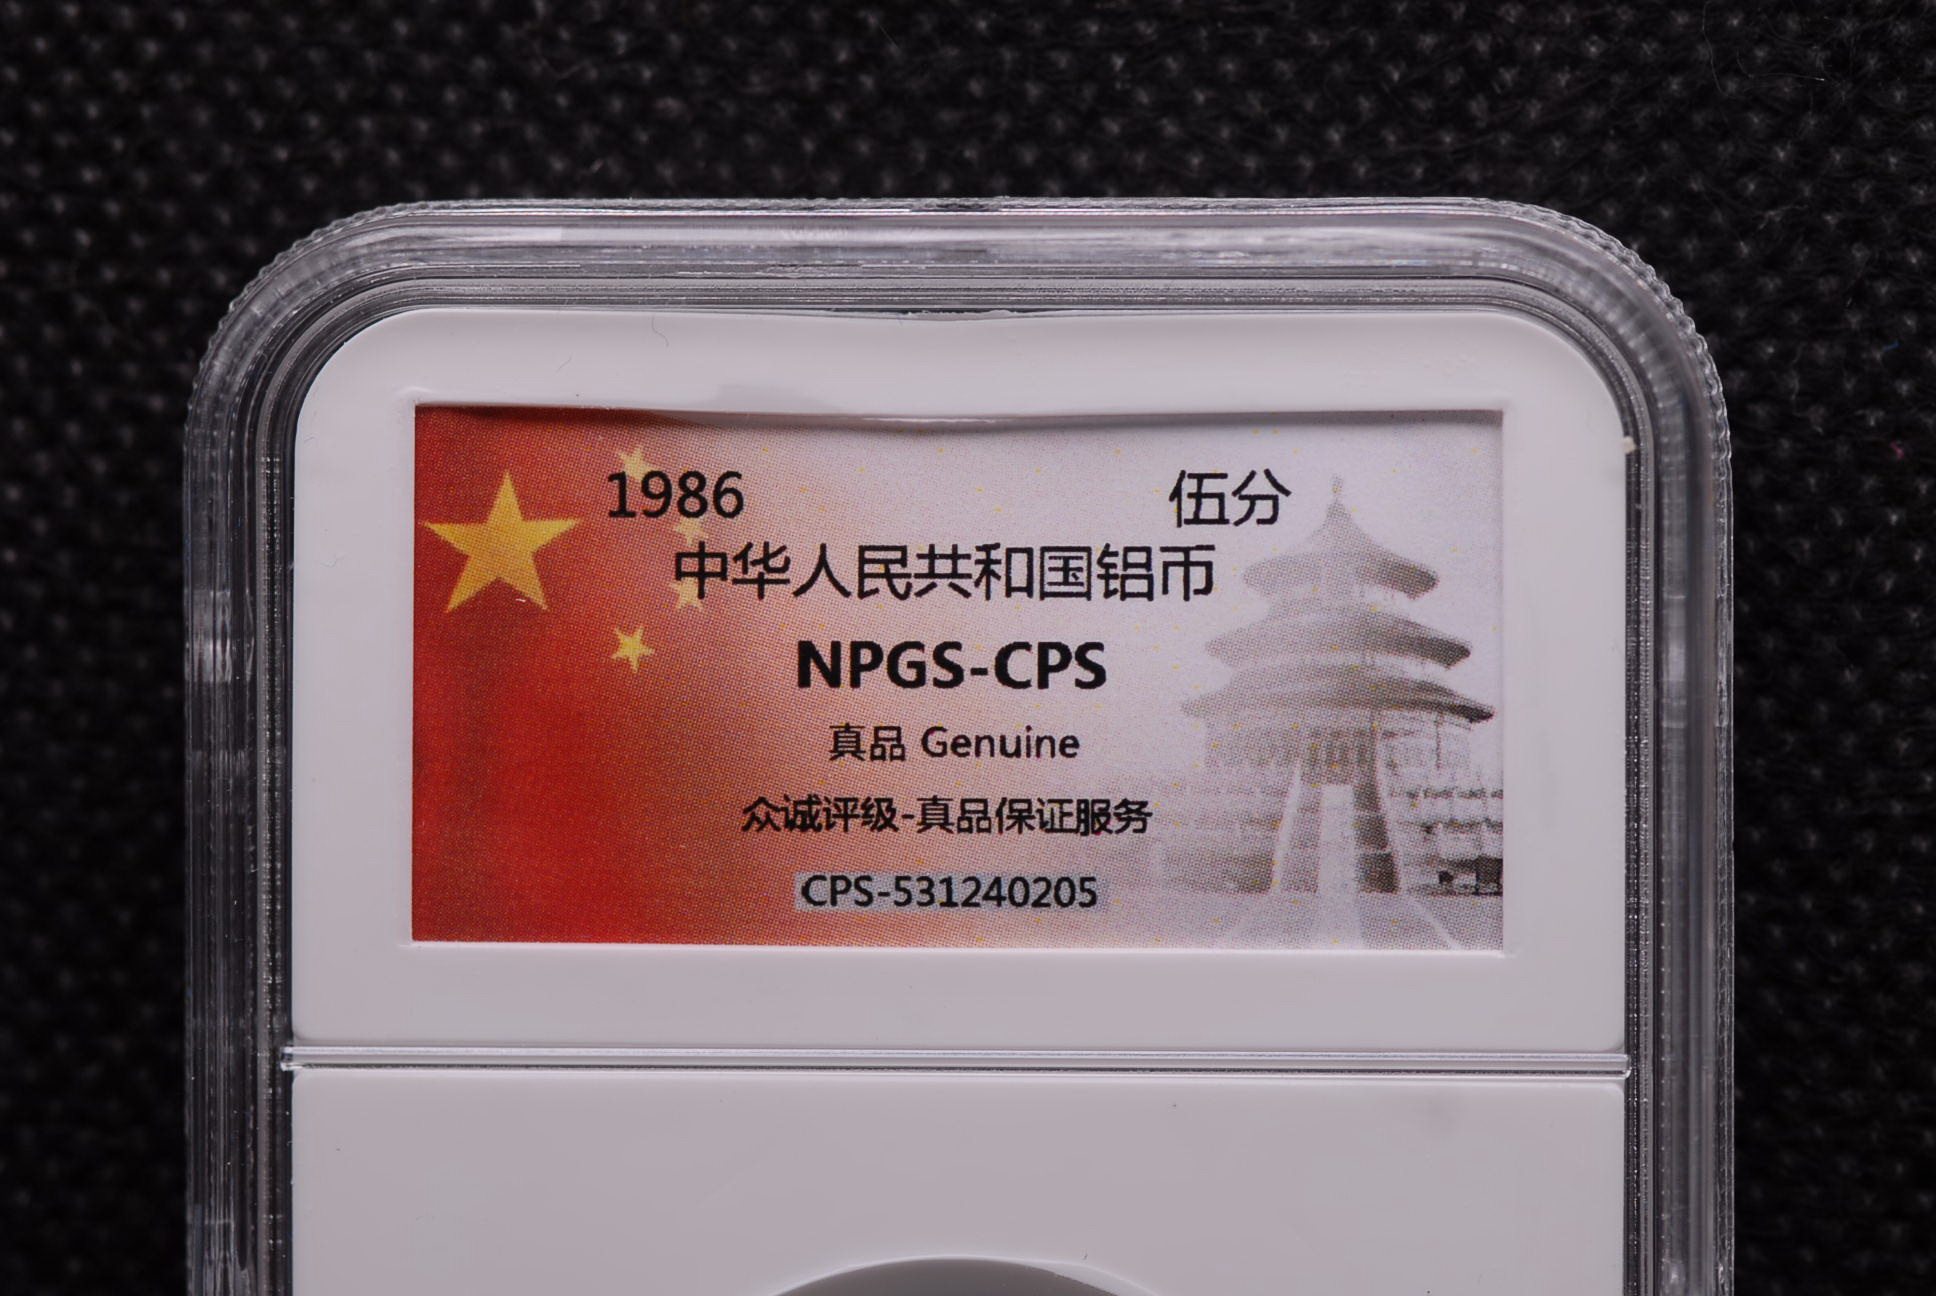 1986 伍分
中华人民共和国铝币
NPGS-CPS
真品 Genuine
众诚评级-真品保证服务
CPS-531240205